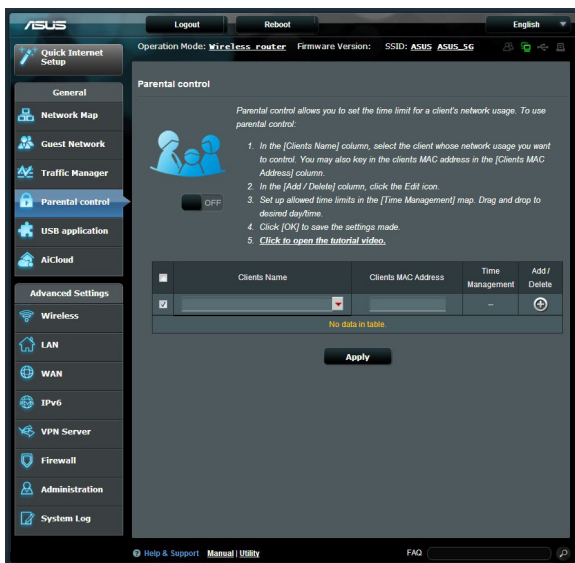 ASUS
Logout
Reboot
English
Quick Internet
Setup
Operation Mode: Wireless router Firmware Version: SSID: ASUS ASUS_5G
General
Network Map
Guest Network
Traffic Manager
Parental control
USB application
AiCloud
Advanced Settings
Wireless
LAN
WAN
IPv6
VPN Server
Firewall
Administration
System Log
Parental control
Parental control allows you to set the time limit for a client's network usage. To use
parental control:
1. In the [Clients Name] column, select the client whose network usage you want
to control. You may also key in the clients MAC address in the [Clients MAC
Address] column.
2. In the [Add / Delete] column, click the Edit icon.
3. Set up allowed time limits in the [Time Management] map. Drag and drop to
desired day/time.
4. Click [OK] to save the settings made.
5. Click to open the tutorial video.
OFF
Clients Name
Clients MAC Address
Time
Management
Add /
Delete
–
No data in table.
Apply
Help & Support Manual | Utility
FAQ